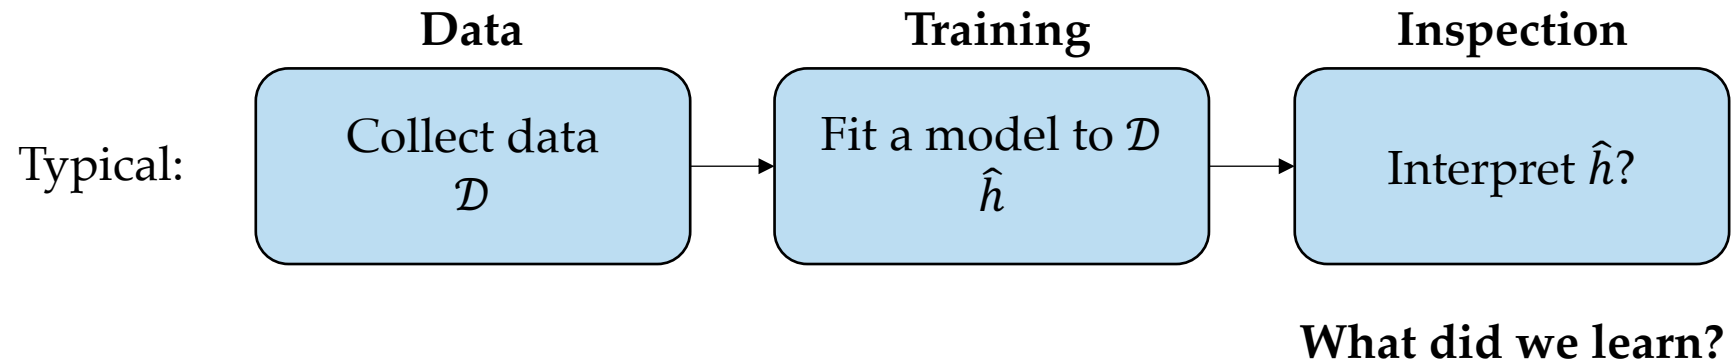 Data
Training
Inspection
Typical:
Collect data
𝒟
Fit a model to 𝒟
ĥ
Interpret ĥ?
What did we learn?